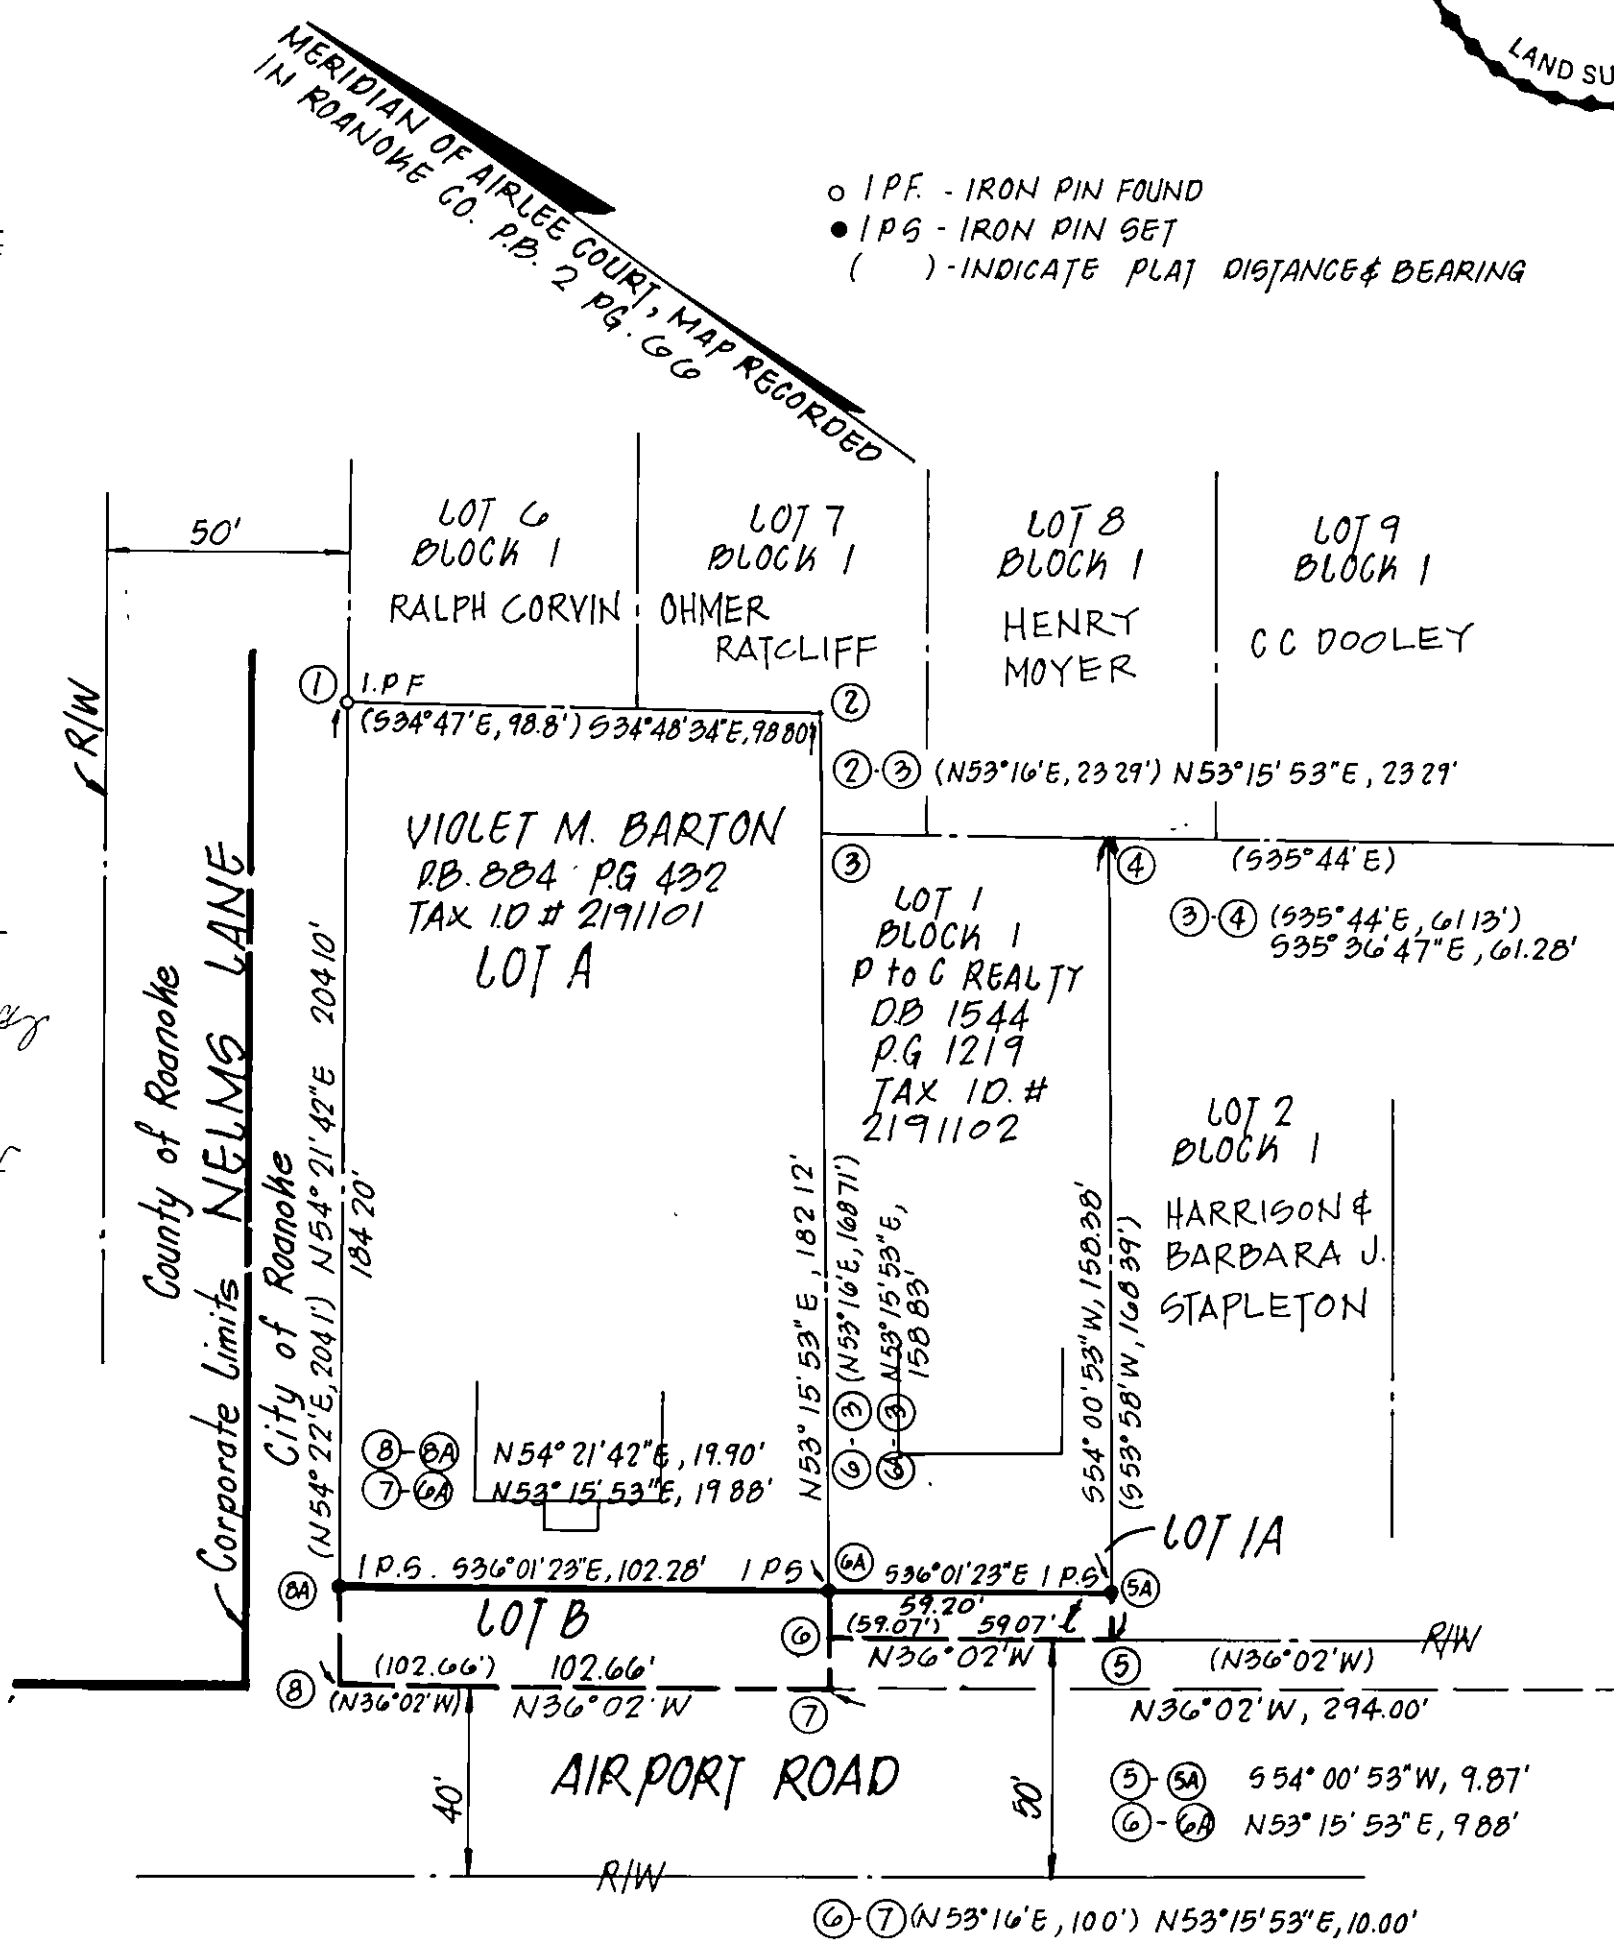 LAND SU
MERIDIAN OF AIRLEE COURT, MAP RECORDED
IN ROANOKE CO. P.B. 2 PG. 66
I PF. - IRON PIN FOUND
I PS - IRON PIN SET
( ) - INDICATE PLAT DISTANCE & BEARING
50'
LOT 6
BLOCK 1
RALPH CORVIN
LOT 7
BLOCK 1
OHMER
RATCLIFF
LOT 8
BLOCK 1
HENRY
MOYER
LOT 9
BLOCK 1
C C DOOLEY
R/W
1 I.PF
2
(S34°47'E, 98.8') S34°48'34"E, 98 80'
2-3 (N53°16'E, 23 29') N53°15'53"E, 23 29'
VIOLET M. BARTON
D.B. 884 P.G 432
TAX I.D # 2191101
LOT A
3
4
(S35°44'E)
3-4 (S35°44'E, 61 13')
S35°36'47"E, 61.28'
LOT 1
BLOCK 1
P to C REALTY
D.B 1544
P.G 1219
TAX ID. #
2191102
LOT 2
BLOCK 1
HARRISON &
BARBARA J.
STAPLETON
County of Roanoke
NELMS LANE
Corporate Limits
City of Roanoke
(N54°22'E, 204 1') N54°21'42"E 204 10'
184 20'
N53°15'53"E, 182 12'
6-3 (N53°16'E, 168 71')
6A-3 N53°15'53"E,
158 83'
S54°00'53"W, 158.38'
(S53°58'W, 168 39')
8-8A N54°21'42"E, 19.90'
7-6A N53°15'53"E, 19 88'
LOT 1A
8A I P.S. S36°01'23"E, 102.28' I PS 6A S36°01'23"E I P.S 5A
59.20'
LOT B
6 (59.07') 59 07'
N36°02'W
5
R/W
(N36°02'W)
8 (102.66') 102.66'
(N36°02'W) N36°02'W
7
N36°02'W, 294.00'
AIRPORT ROAD
40'
50'
5-5A S54°00'53"W, 9.87'
6-6A N53°15'53"E, 9 88'
R/W
6-7 (N53°16'E, 10 0') N53°15'53"E, 10.00'